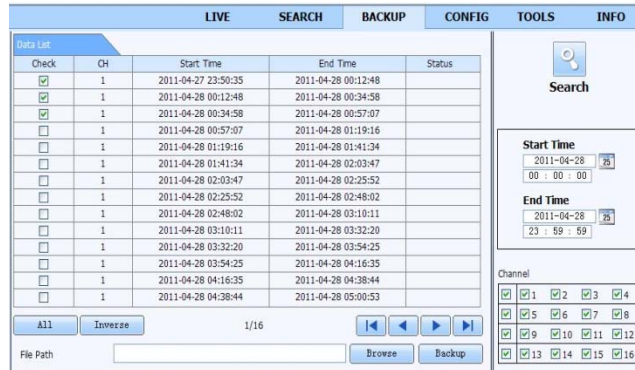 LIVE SEARCH BACKUP CONFIG TOOLS INFO
Data List
Check CH Start Time End Time Status
1 2011-04-27 23:50:35 2011-04-28 00:12:48
1 2011-04-28 00:12:48 2011-04-28 00:34:58
1 2011-04-28 00:34:58 2011-04-28 00:57:07
1 2011-04-28 00:57:07 2011-04-28 01:19:16
1 2011-04-28 01:19:16 2011-04-28 01:41:34
1 2011-04-28 01:41:34 2011-04-28 02:03:47
1 2011-04-28 02:03:47 2011-04-28 02:25:52
1 2011-04-28 02:25:52 2011-04-28 02:48:02
1 2011-04-28 02:48:02 2011-04-28 03:10:11
1 2011-04-28 03:10:11 2011-04-28 03:32:20
1 2011-04-28 03:32:20 2011-04-28 03:54:25
1 2011-04-28 03:54:25 2011-04-28 04:16:35
1 2011-04-28 04:16:35 2011-04-28 04:38:44
1 2011-04-28 04:38:44 2011-04-28 05:00:53
All Inverse 1/16
File Path Browse Backup
Search
Start Time
2011-04-28 25
00 : 00 : 00
End Time
2011-04-28 25
23 : 59 : 59
Channel
1 2 3 4
5 6 7 8
9 10 11 12
13 14 15 16